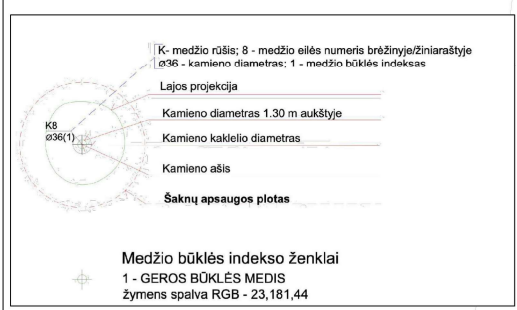 K- medžio rūšis; 8 - medžio eilės numeris brėžinyje/žiniaraštyje
ø36 - kamieno diametras; 1 - medžio būklės indeksas
Lajos projekcija
Kamieno diametras 1.30 m aukštyje
K8
ø36(1)
Kamieno kaklelio diametras
Kamieno ašis
Šaknų apsaugos plotas
Medžio būklės indekso ženklai
1 - GEROS BŪKLĖS MEDIS
žymens spalva RGB - 23,181,44